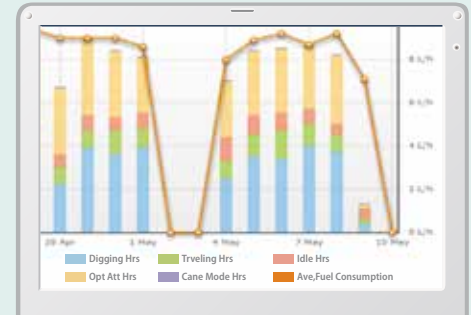 8 L/h
6 L/h
4 L/h
2 L/h
0 L/h
28 Apr 1 May 4 May 7 May 10 May
Digging Hrs Trveling Hrs Idle Hrs
Opt Att Hrs Cane Mode Hrs Ave,Fuel Consumption